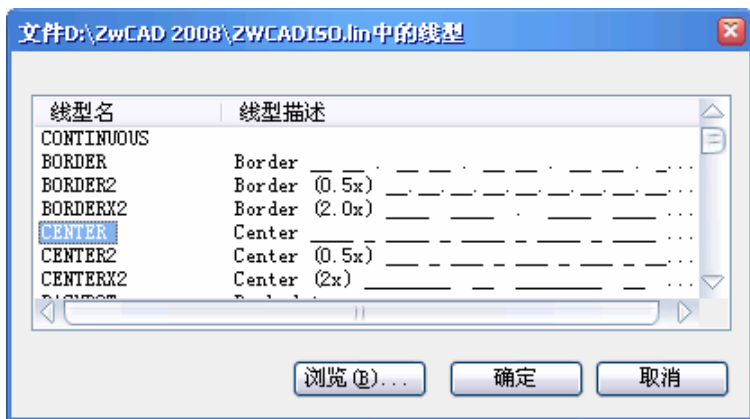 文件D:\ZwCAD 2008\ZWCADISO.lin中的线型
线型名 线型描述
CONTINUOUS
BORDER Border __ __ . __ __ . __ __ . __ __ . _...
BORDER2 Border (0.5x) __.__.__.__.__.__.__.__...
BORDERX2 Border (2.0x) ____ ____ . ____ ____ ...
CENTER Center ____ _ ____ _ ____ _ ____ _ ____ ...
CENTER2 Center (0.5x) ___ _ ___ _ ___ _ ___ _ ___...
CENTERX2 Center (2x) ________ __ ________ __ ...
浏览(B)... 确定 取消